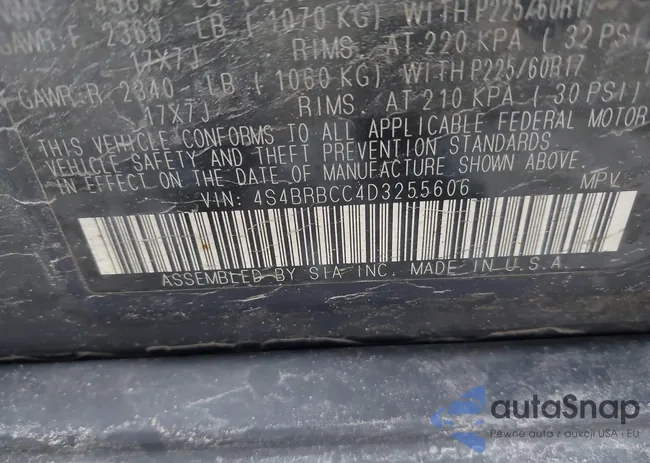 LB (
GAWR F 2360 LB ( 1070 KG) WITH P225/60R17
17X7J RIMS. AT 220 KPA ( 32 PSI)
GAWR R 2340 LB ( 1060 KG) WITH P225/60R17
17X7J RIMS. AT 210 KPA ( 30 PSI)
THIS VEHICLE CONFORMS TO ALL APPLICABLE FEDERAL MOTOR
VEHICLE SAFETY AND THEFT PREVENTION STANDARDS
IN EFFECT ON THE DATE OF MANUFACTURE SHOWN ABOVE.
VIN: 4S4BRBCC4D3255606 MPV
ASSEMBLED BY SIA INC. MADE IN U.S.A.
autaSnap
Pewne auta z aukcji USA i EU